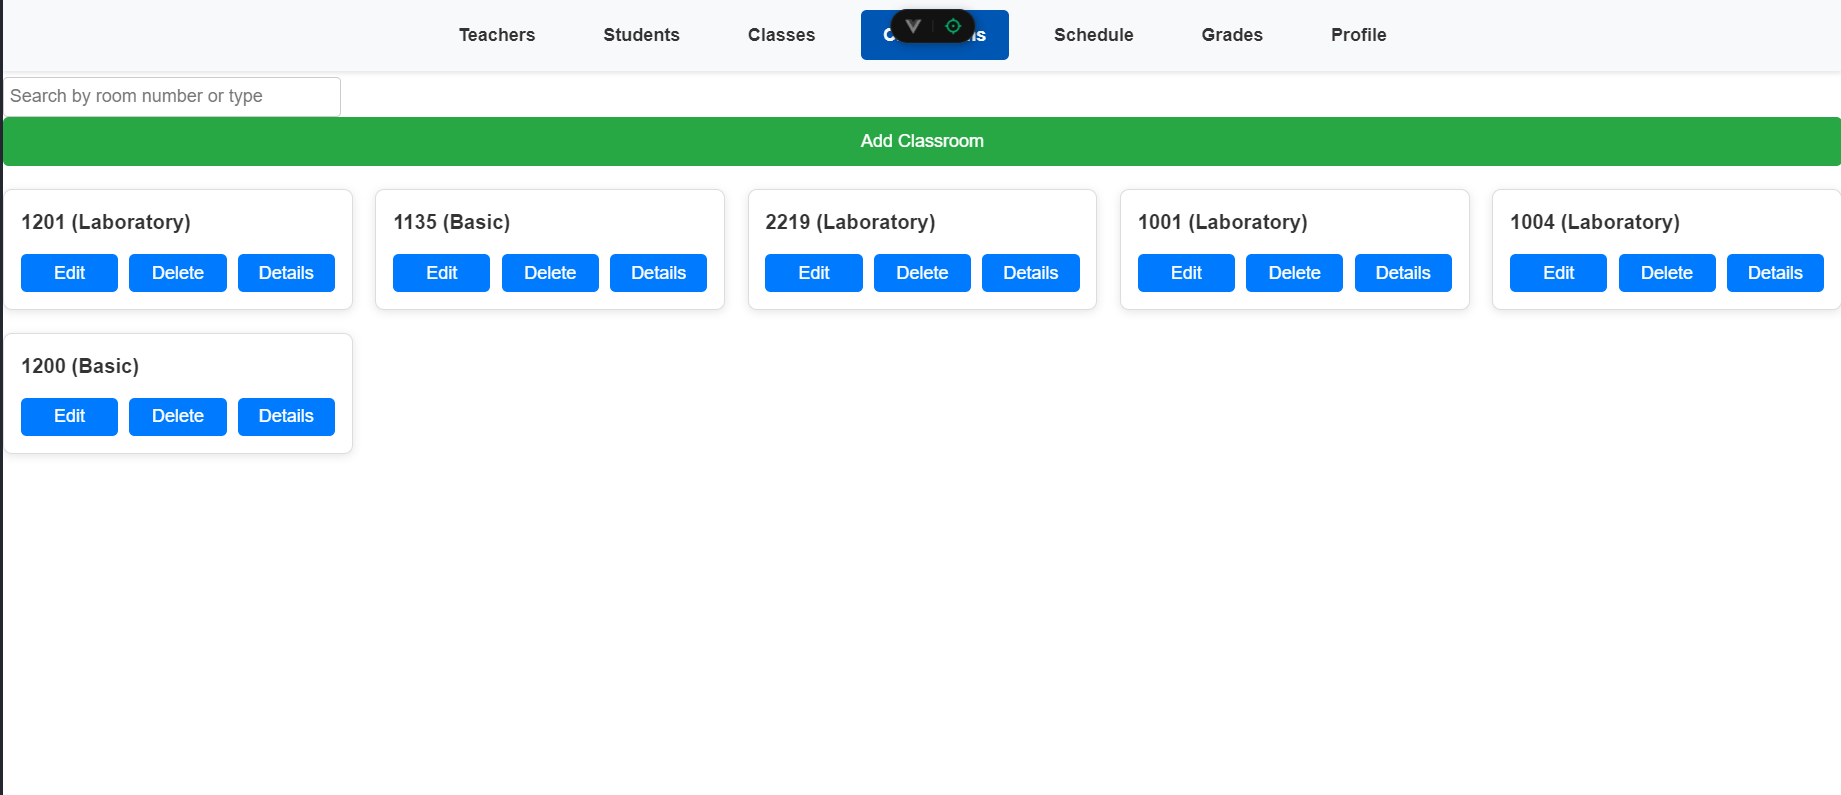 Teachers Students Classes Schedule Grades Profile
Search by room number or type
Add Classroom
1201 (Laboratory) 1135 (Basic) 2219 (Laboratory) 1001 (Laboratory) 1004 (Laboratory)
Edit Delete Details Edit Delete Details Edit Delete Details Edit Delete Details Edit Delete Details
1200 (Basic)
Edit Delete Details